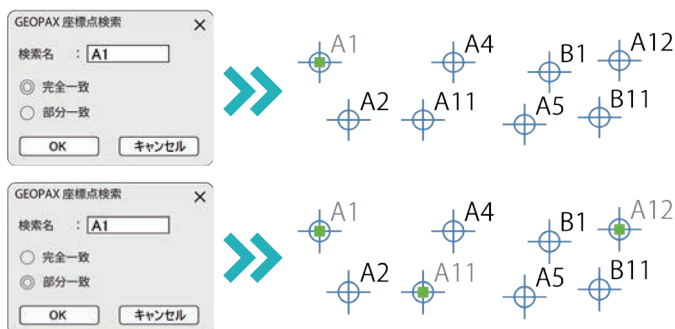 GEOPAX 座標点検索
検索名 : A1
完全一致
部分一致
OK キャンセル
A1 A4 B1 A12
A2 A11 A5 B11
GEOPAX 座標点検索
検索名 : A1
完全一致
部分一致
OK キャンセル
A1 A4 B1 A12
A2 A11 A5 B11